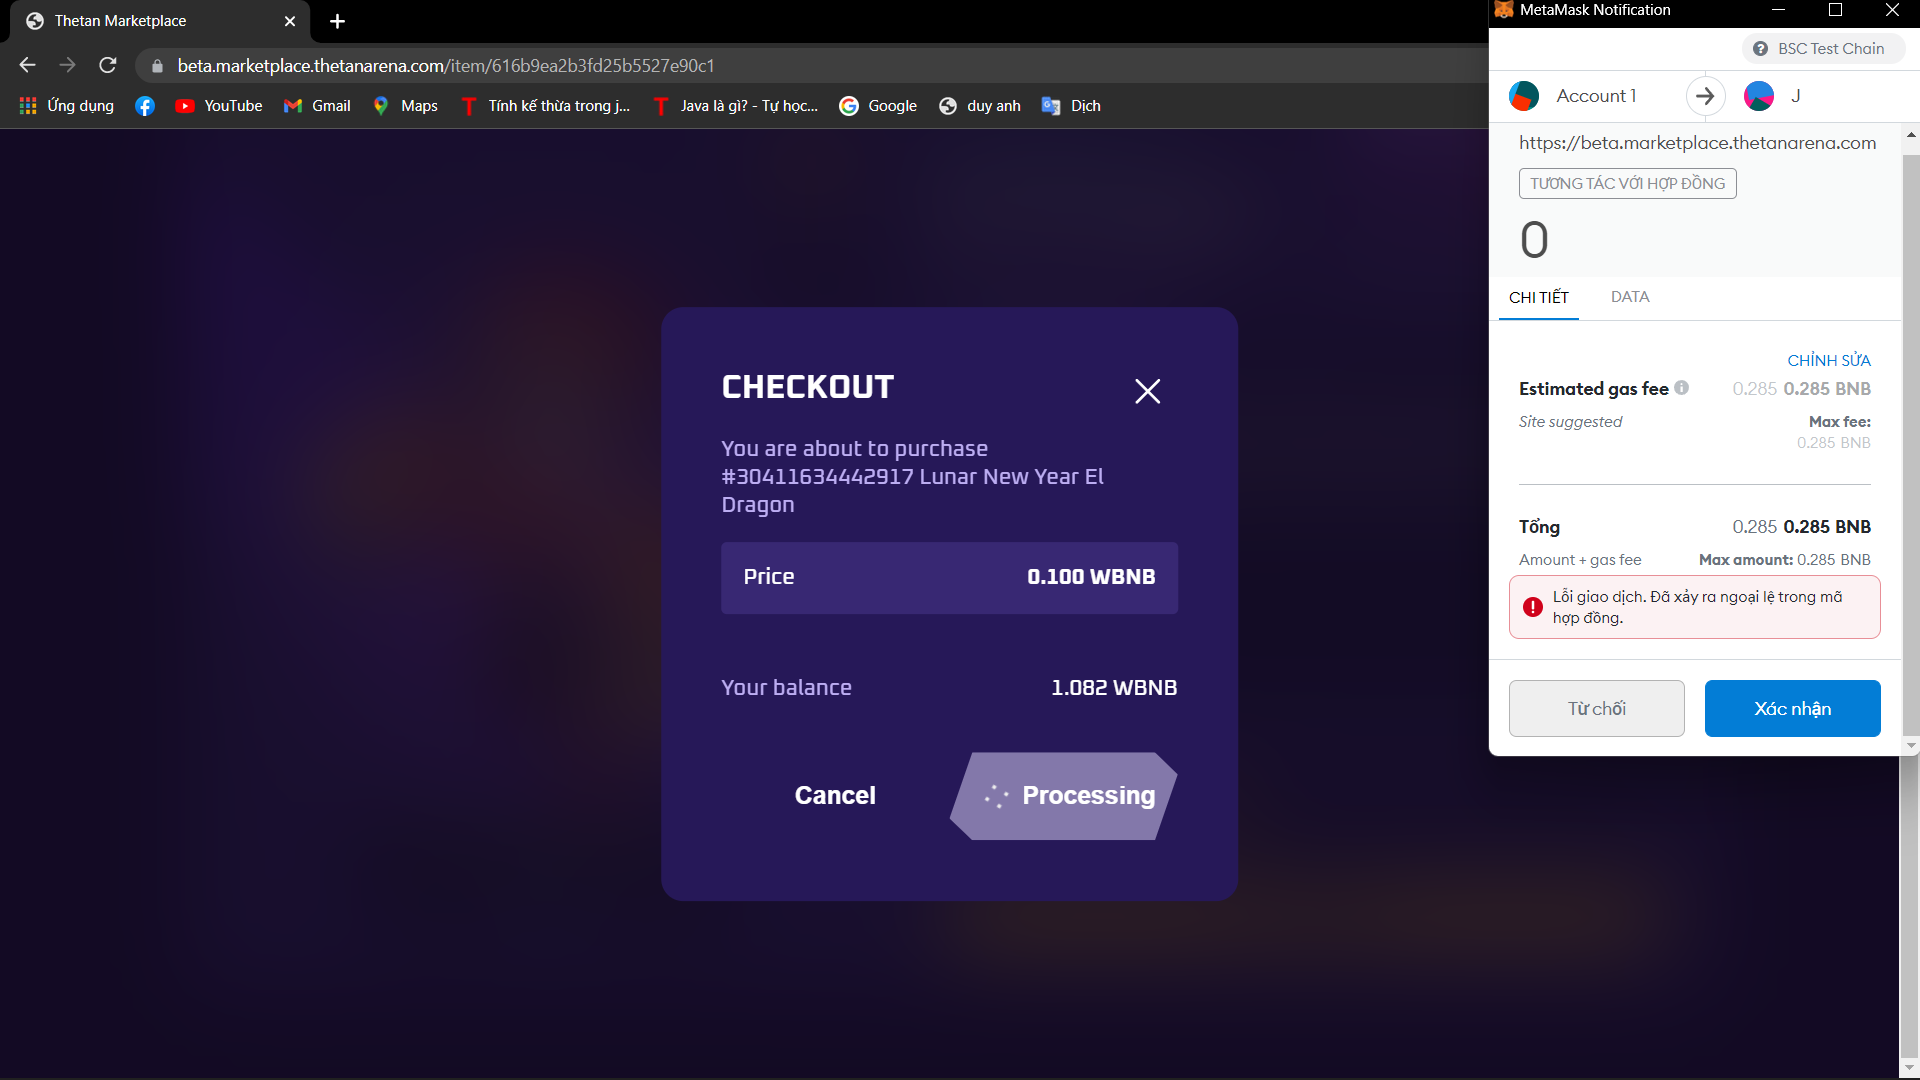 Thetan Marketplace
beta.marketplace.thetanarena.com/item/616b9ea2b3fd25b5527e90c1
Ứng dụng
YouTube
Gmail
Maps
Tính kế thừa trong j...
Java là gì? - Tự học...
Google
duy anh
Dịch
CHECKOUT
You are about to purchase
#30411634442917 Lunar New Year El
Dragon
Price 0.100 WBNB
Your balance 1.082 WBNB
Cancel Processing
MetaMask Notification
BSC Test Chain
Account 1
J
https://beta.marketplace.thetanarena.com
TƯƠNG TÁC VỚI HỢP ĐỒNG
0
CHI TIẾT DATA
CHỈNH SỬA
Estimated gas fee 0.285 0.285 BNB
Site suggested Max fee:
0.285 BNB
Tổng 0.285 0.285 BNB
Amount + gas fee Max amount: 0.285 BNB
Lỗi giao dịch. Đã xảy ra ngoại lệ trong mã
hợp đồng.
Từ chối Xác nhận